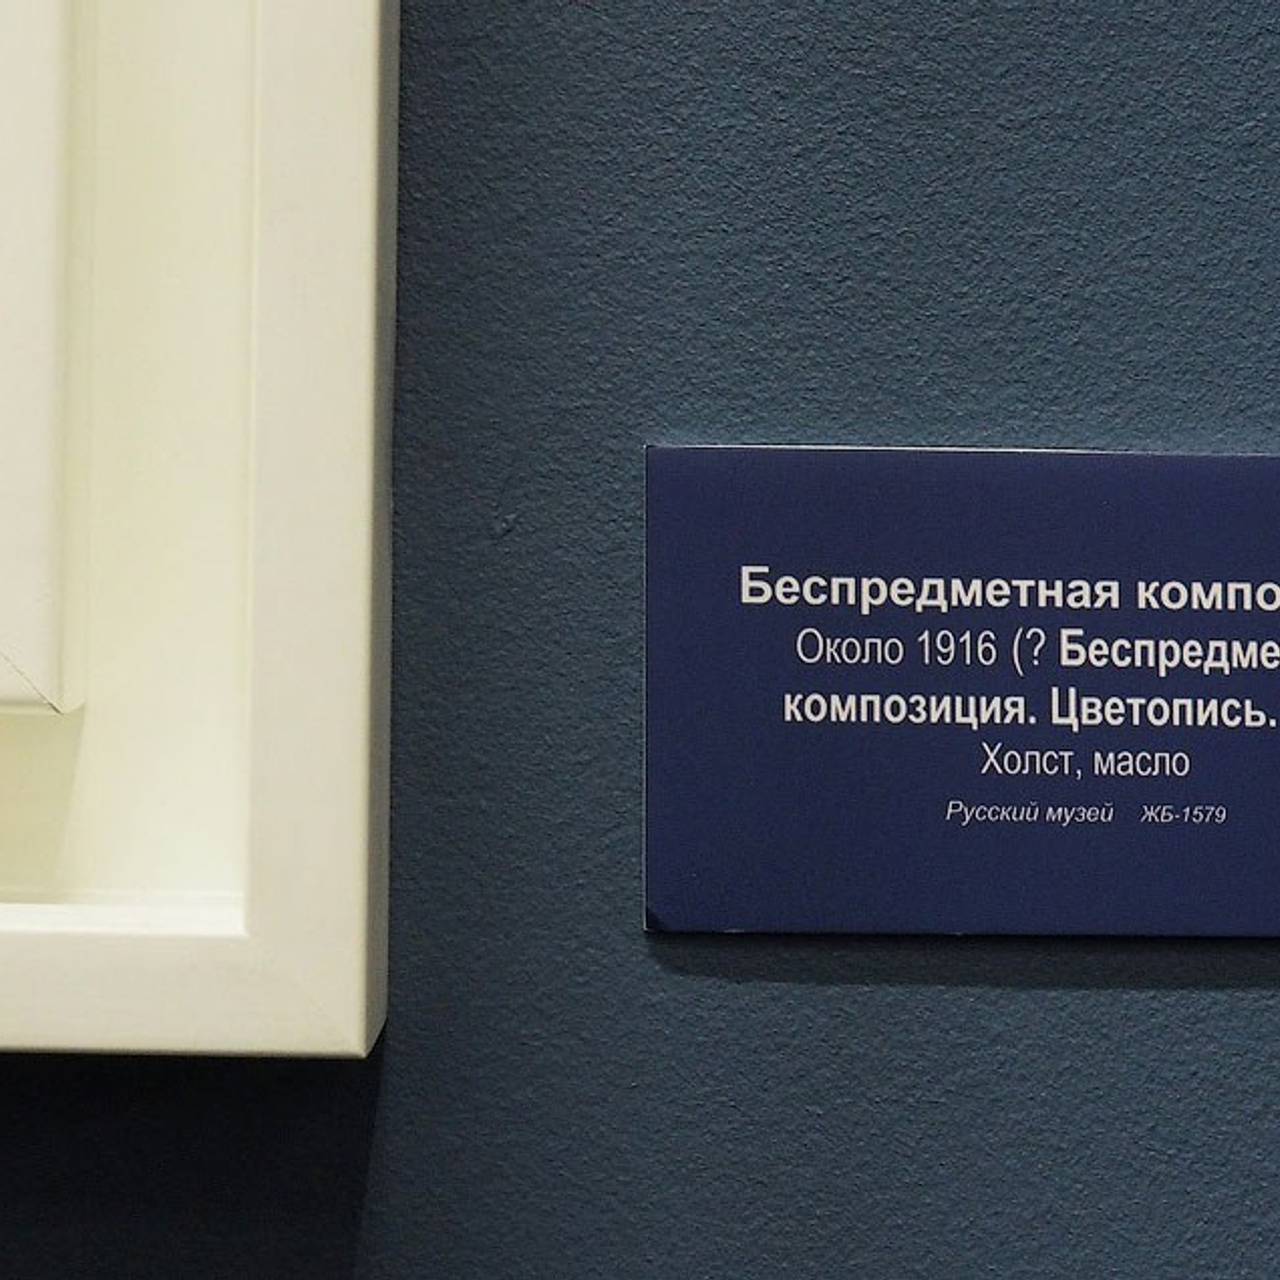 Беспредметная компо
Около 1916 (? Беспредме
композиция. Цветопись.
Холст, масло
Русский музей ЖБ-1579